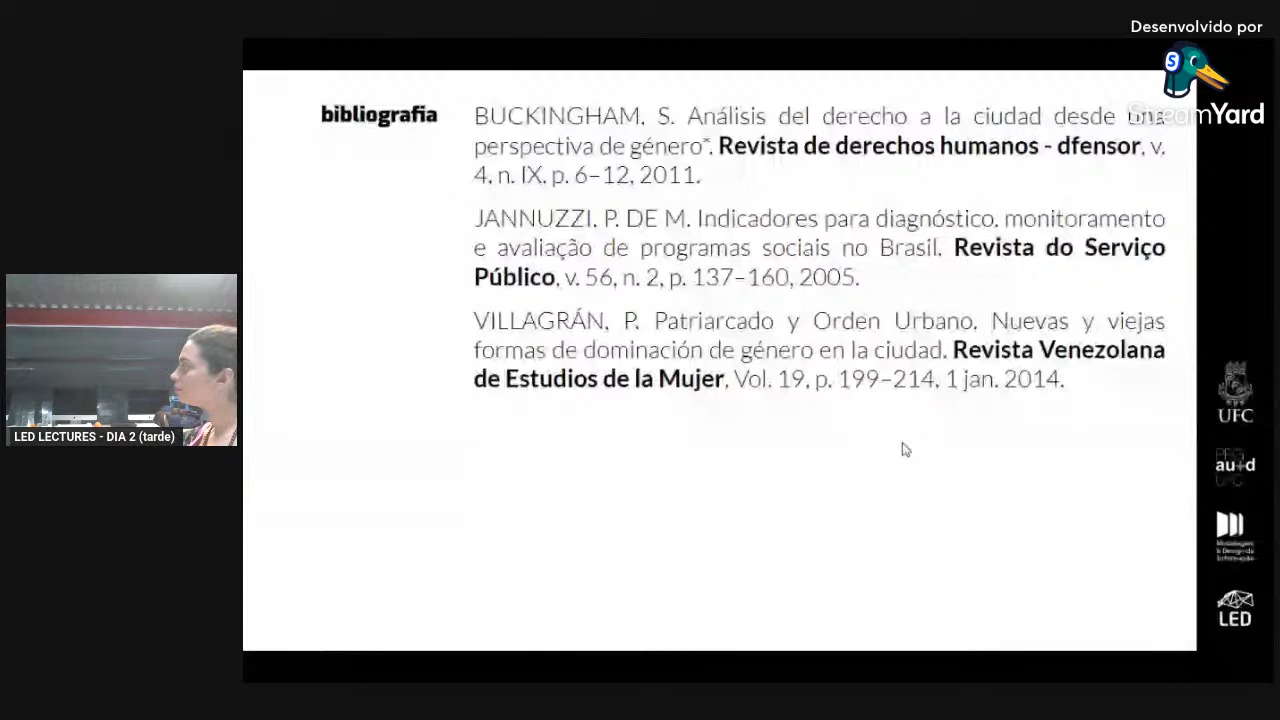 Desenvolvido por
StreamYard
bibliografia
BUCKINGHAM, S. Análisis del derecho a la ciudad desde una
perspectiva de género*. Revista de derechos humanos - dfensor, v.
4, n. IX, p. 6–12, 2011.
JANNUZZI, P. DE M. Indicadores para diagnóstico, monitoramento
e avaliação de programas sociais no Brasil. Revista do Serviço
Público, v. 56, n. 2, p. 137–160, 2005.
VILLAGRÁN, P. Patriarcado y Orden Urbano. Nuevas y viejas
formas de dominación de género en la ciudad. Revista Venezolana
de Estudios de la Mujer, Vol. 19, p. 199–214, 1 jan. 2014.
LED LECTURES - DIA 2 (tarde)
UFC
PPG
au+d
UFC
LED